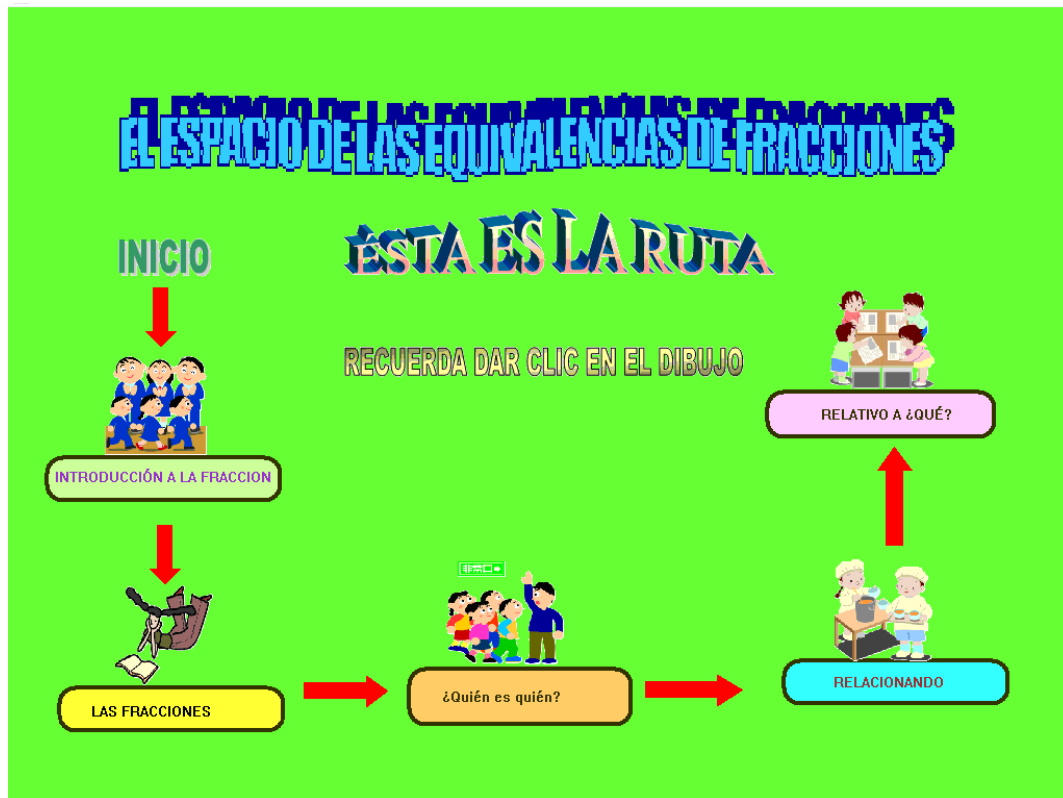 EL ESPACIO DE LAS EQUIVALENCIAS DE FRACCIONES
INICIO
ÉSTA ES LA RUTA
RECUERDA DAR CLIC EN EL DIBUJO
RELATIVO A ¿QUÉ?
INTRODUCCIÓN A LA FRACCION
LAS FRACCIONES
¿Quién es quién?
RELACIONANDO